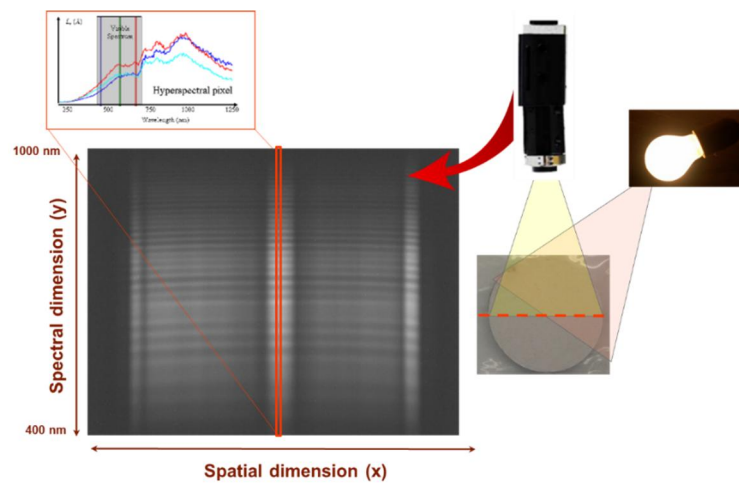 L (λ)
Visible
Spectrum
Hyperspectral pixel
250 500 750 1000 1250
Wavelength (nm)
1000 nm
Spectral dimension (y)
400 nm
Spatial dimension (x)